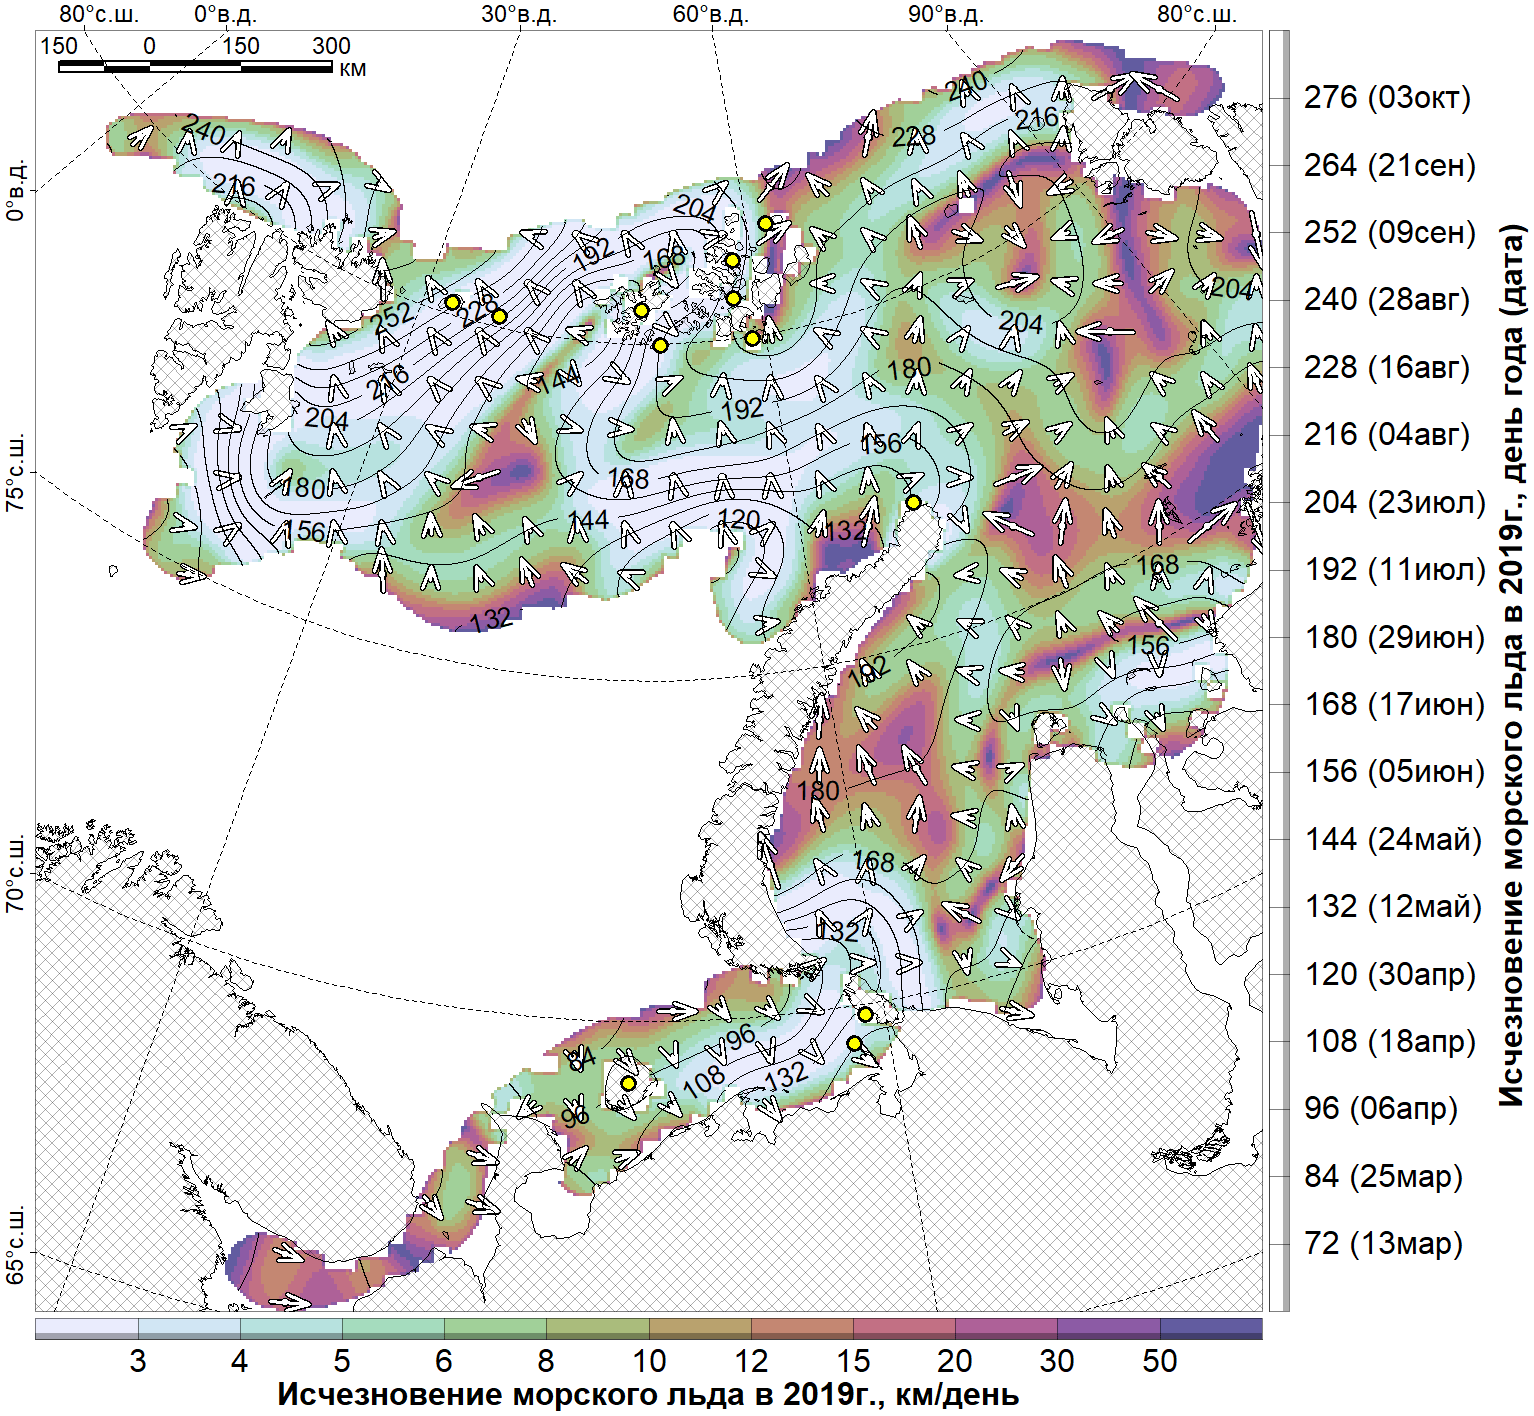 80°с.ш. 0°в.д. 30°в.д. 60°в.д. 90°в.д. 80°с.ш.
150 0 150 300
км
240
240
228
216
276 (03окт)
264 (21сен)
0°в.д.
216
204
252 (09сен)
192
168
204
240 (28авг)
252
228
204
228 (16авг)
216
144
180
204
192
216 (04авг)
75°с.ш.
180
168
156
204 (23июл)
156
144
120
132
168
192 (11июл)
132
156
180 (29июн)
192
168 (17июн)
180
156 (05июн)
70°с.ш.
168
144 (24май)
132
132 (12май)
120 (30апр)
96
84
108
132
108 (18апр)
96
96 (06апр)
84 (25мар)
65°с.ш.
72 (13мар)
Исчезновение морского льда в 2019г., день года (дата)
3 4 5 6 8 10 12 15 20 30 50
Исчезновение морского льда в 2019г., км/день